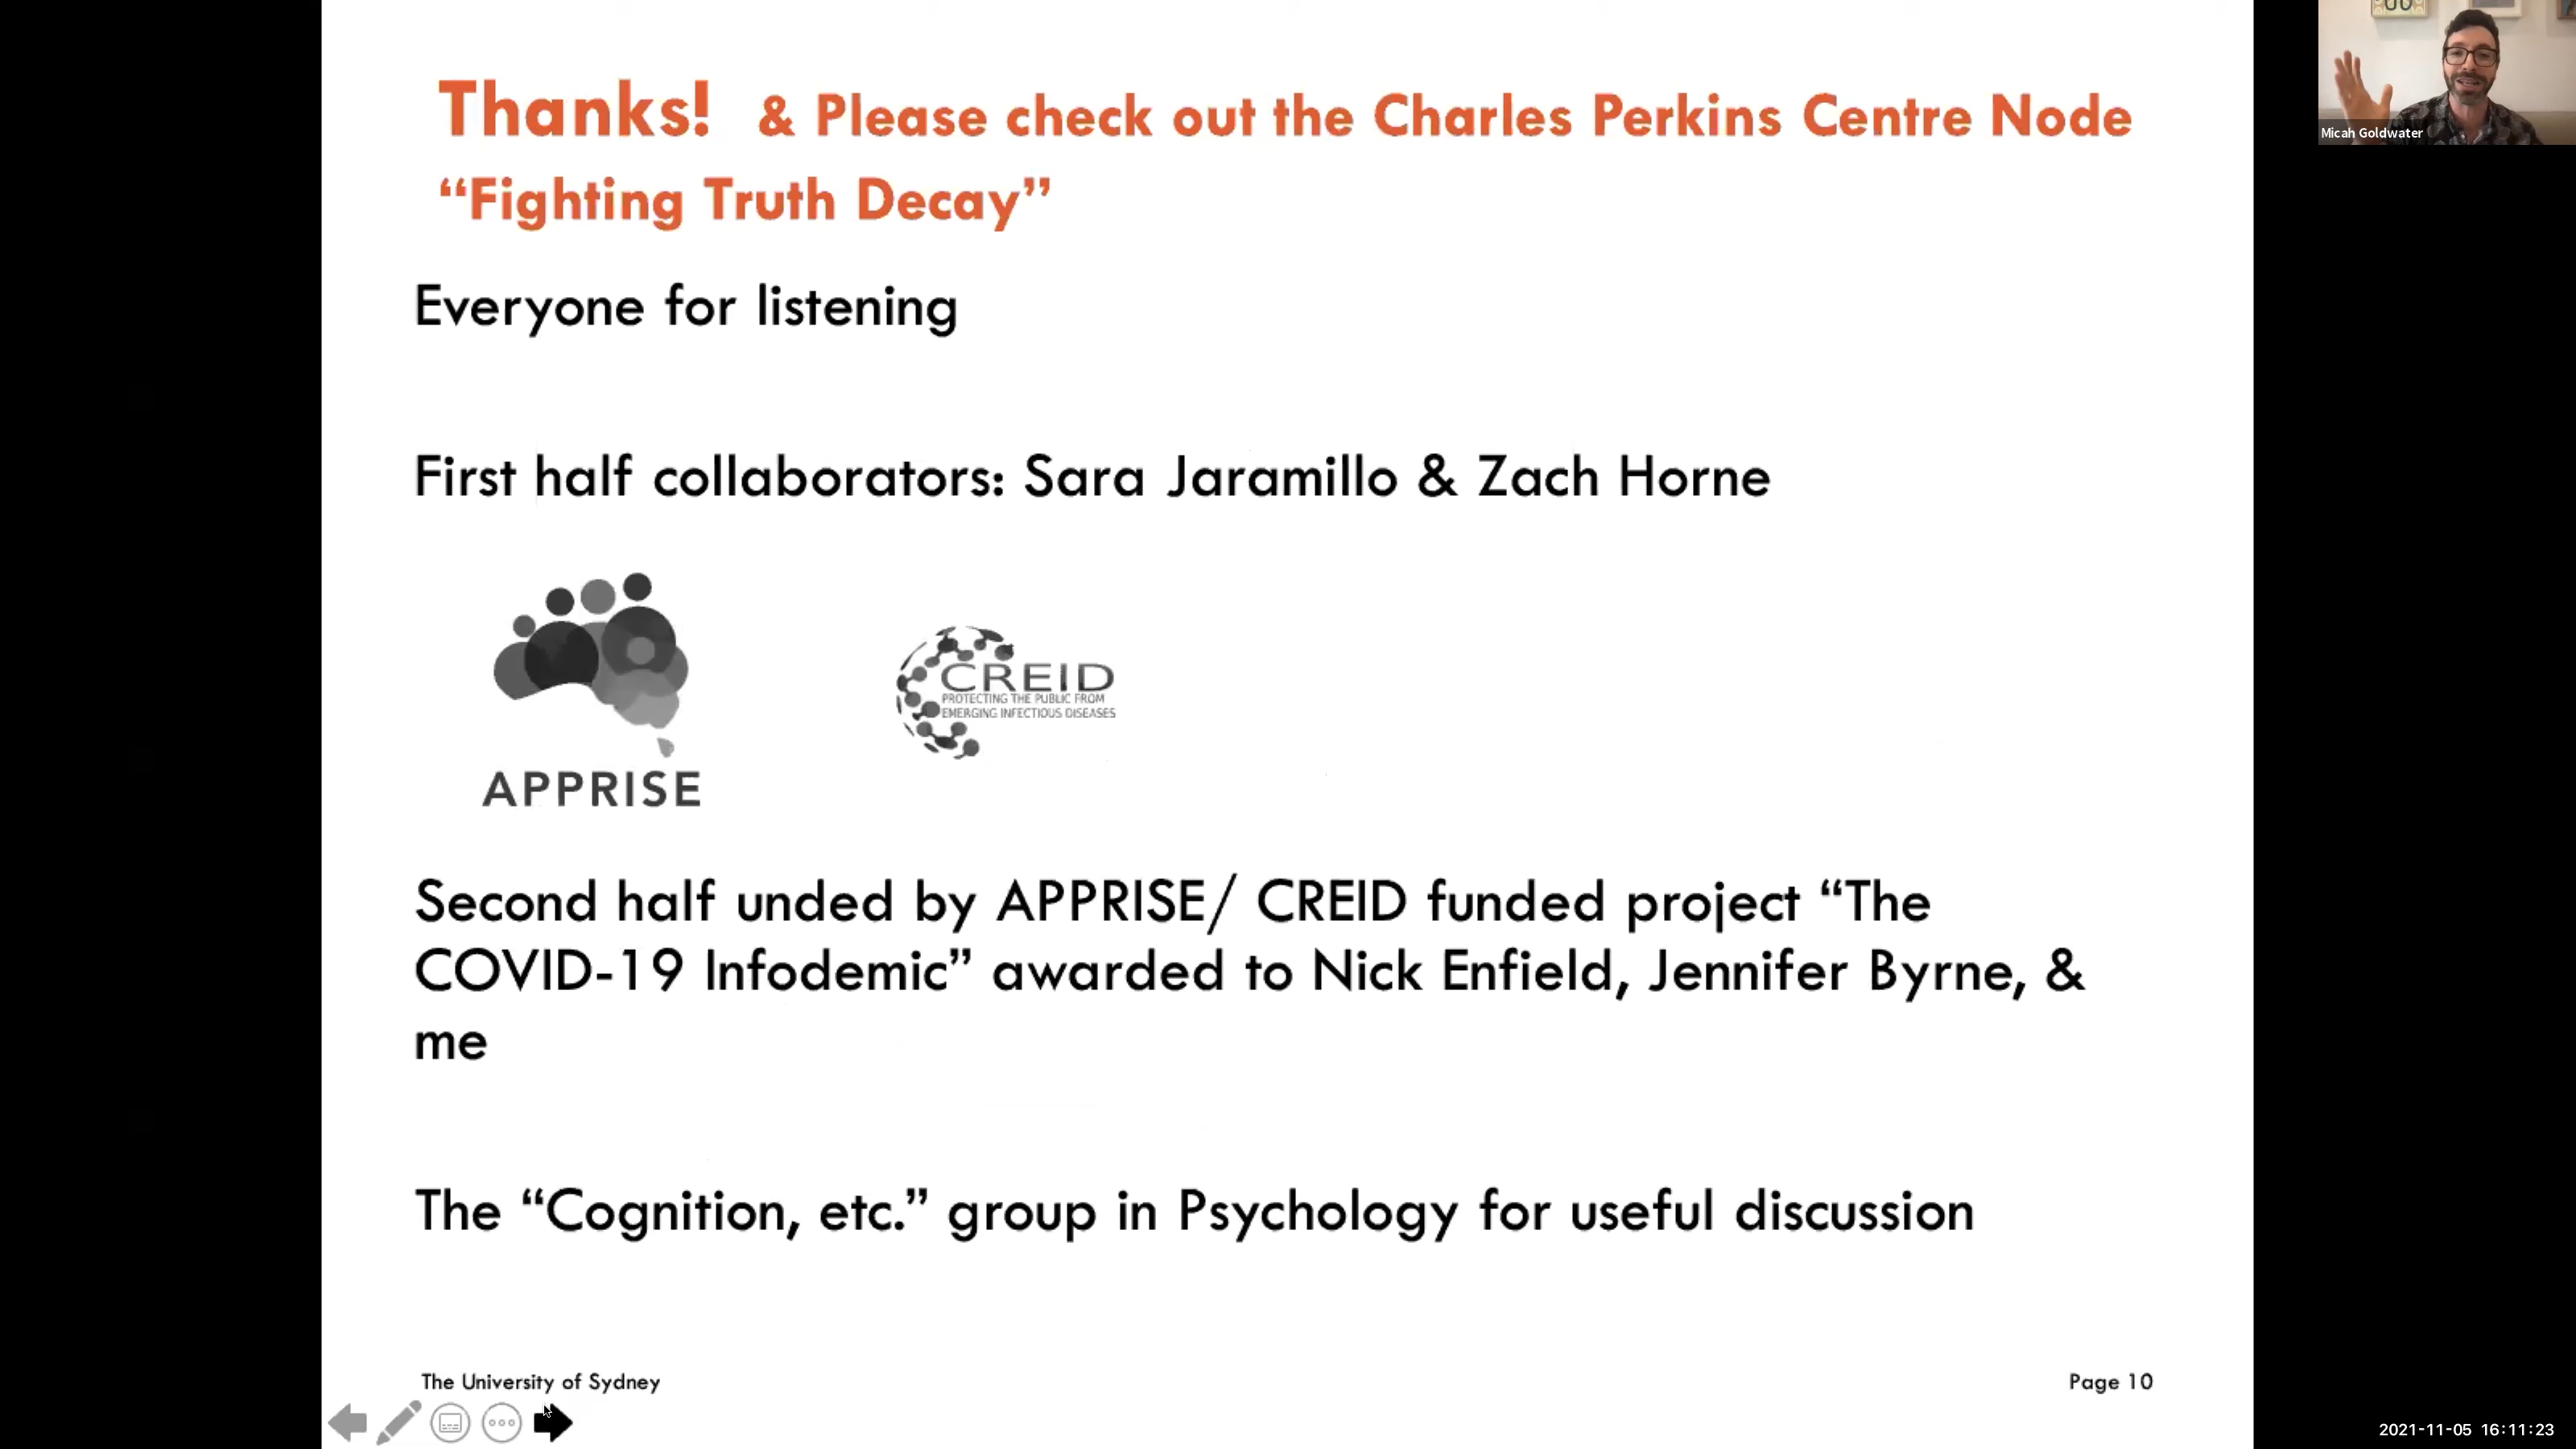 Thanks! & Please check out the Charles Perkins Centre Node
“Fighting Truth Decay”
Micah Goldwater
Everyone for listening
First half collaborators: Sara Jaramillo & Zach Horne
APPRISE
CREID
PROTECTING THE PUBLIC FROM
EMERGING INFECTIOUS DISEASES
Second half unded by APPRISE/ CREID funded project “The
COVID-19 Infodemic” awarded to Nick Enfield, Jennifer Byrne, &
me
The “Cognition, etc.” group in Psychology for useful discussion
The University of Sydney
Page 10
2021-11-05 16:11:23